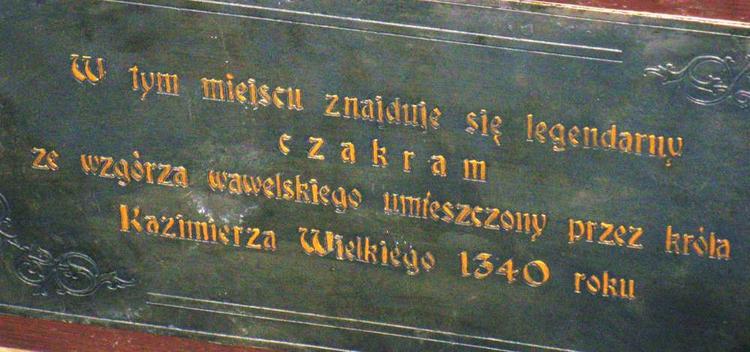 W tym miejscu znajduje się legendarny
czakram
ze wzgórza wawelskiego umieszczony przez króla
Kazimierza Wielkiego 1340 roku